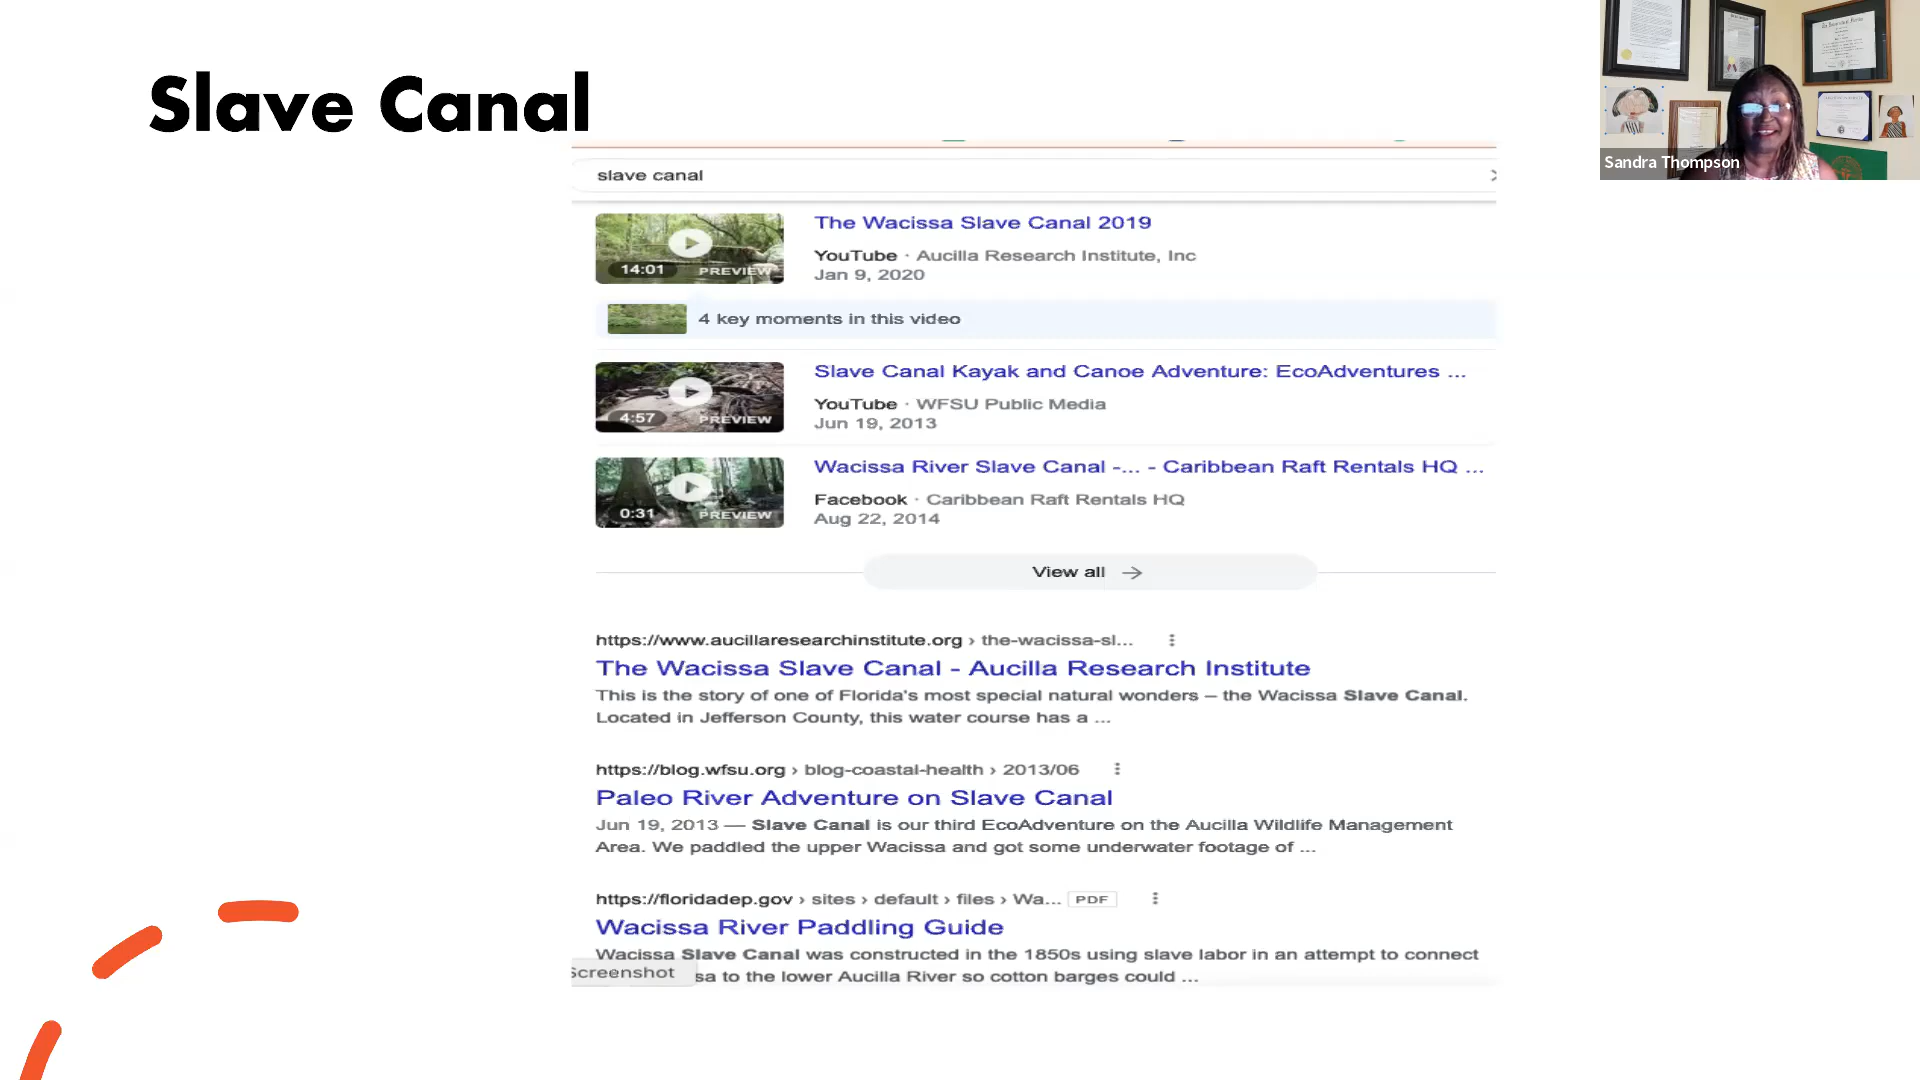 Slave Canal
Sandra Thompson
slave canal
The Wacissa Slave Canal 2019
YouTube · Aucilla Research Institute, Inc
Jan 9, 2020
14:01 PREVIEW
4 key moments in this video
Slave Canal Kayak and Canoe Adventure: EcoAdventures ...
YouTube · WFSU Public Media
Jun 19, 2013
4:57 PREVIEW
Wacissa River Slave Canal -... - Caribbean Raft Rentals HQ ...
Facebook · Caribbean Raft Rentals HQ
Aug 22, 2014
0:31 PREVIEW
View all →
https://www.aucillaresearchinstitute.org › the-wacissa-sl...
The Wacissa Slave Canal - Aucilla Research Institute
This is the story of one of Florida's most special natural wonders – the Wacissa Slave Canal.
Located in Jefferson County, this water course has a ...
https://blog.wfsu.org › blog-coastal-health › 2013/06
Paleo River Adventure on Slave Canal
Jun 19, 2013 — Slave Canal is our third EcoAdventure on the Aucilla Wildlife Management
Area. We paddled the upper Wacissa and got some underwater footage of ...
https://floridadep.gov › sites › default › files › Wa... PDF
Wacissa River Paddling Guide
Wacissa Slave Canal was constructed in the 1850s using slave labor in an attempt to connect
Screenshot sa to the lower Aucilla River so cotton barges could ...